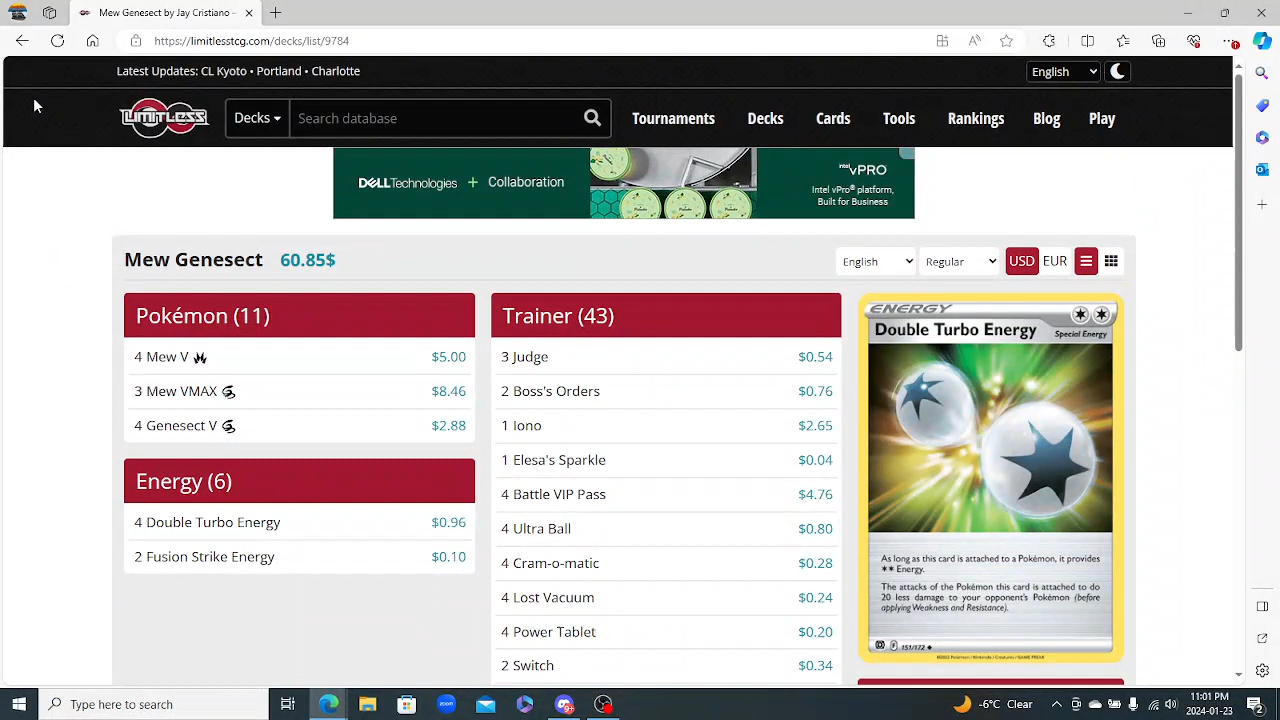 Mew Genesect by
https://limitlesstcg.com/decks/list/9784
Latest Updates: CL Kyoto • Portland • Charlotte
English
LIMITLESS
Decks
Search database
Tournaments
Decks
Cards
Tools
Rankings
Blog
Play
DELLTechnologies + Collaboration
intel
vPRO
Intel vPro® platform,
Built for Business
Mew Genesect 60.85$
English
Regular
USD
EUR
Pokémon (11)
4 Mew V $5.00
3 Mew VMAX $8.46
4 Genesect V $2.88
Energy (6)
4 Double Turbo Energy $0.96
2 Fusion Strike Energy $0.10
Trainer (43)
3 Judge $0.54
2 Boss's Orders $0.76
1 Iono $2.65
1 Elesa's Sparkle $0.04
4 Battle VIP Pass $4.76
4 Ultra Ball $0.80
4 Cram-o-matic $0.28
4 Lost Vacuum $0.24
4 Power Tablet $0.20
2 Switch $0.34
ENERGY
Double Turbo Energy
Special Energy
As long as this card is attached to a Pokémon, it provides
Energy.
The attacks of the Pokémon this card is attached to do
20 less damage to your opponent's Pokémon (before
applying Weakness and Resistance).
151/172
Type here to search
zoom
-5°C Clear
11:01 PM
2024-01-23